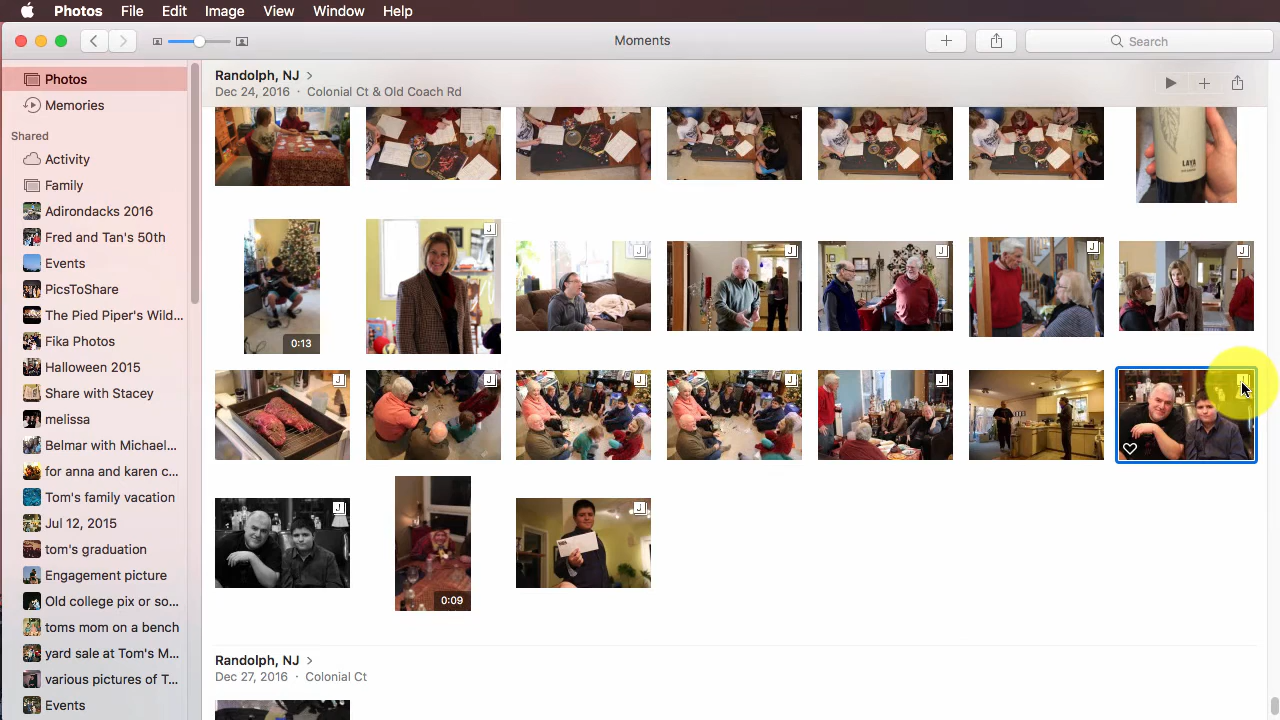 Photos File Edit Image View Window Help
Moments
Search
Photos
Memories
Shared
Activity
Family
Adirondacks 2016
Fred and Tan's 50th
Events
PicsToShare
The Pied Piper's Wild...
Fika Photos
Halloween 2015
Share with Stacey
melissa
Belmar with Michael...
for anna and karen c...
Tom's family vacation
Jul 12, 2015
tom's graduation
Engagement picture
Old college pix or so...
toms mom on a bench
yard sale at Tom's M...
various pictures of T...
Events
Randolph, NJ >
Dec 24, 2016 · Colonial Ct & Old Coach Rd
LAYA
0:13
J
J
J
J
J
J
J
J
J
J
J
J
J
J
0:09
J
Randolph, NJ >
Dec 27, 2016 · Colonial Ct